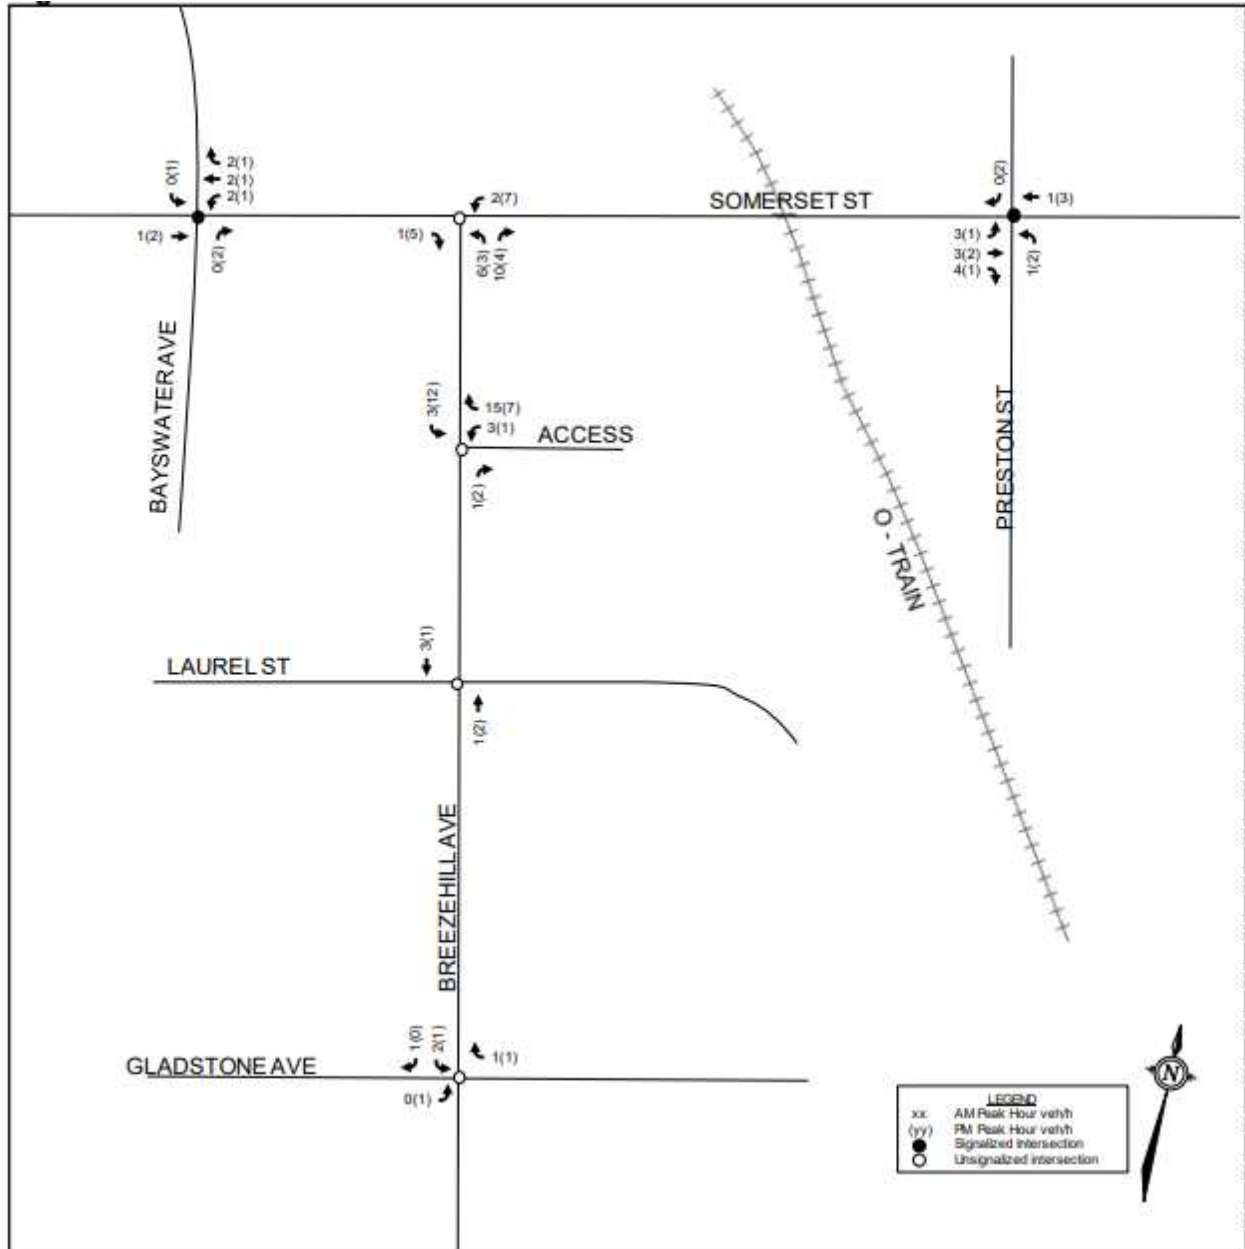 0(1)
2(1)
2(1)
2(1)
1(2)
0(2)
2(7)
1(5)
6(3)
10(4)
SOMERSET ST
0(2)
1(3)
3(1)
3(2)
4(1)
1(2)
BAYSWATER AVE
3(12)
15(7)
3(1)
ACCESS
1(2)
PRESTON ST
O - TRAIN
3(1)
LAUREL ST
1(2)
BREEZEHILL AVE
1(0)
2(1)
1(1)
GLADSTONE AVE
0(1)
N
LEGEND
xx AM Peak Hour veh/h
(yy) PM Peak Hour veh/h
Signalized Intersection
Unsignalized Intersection